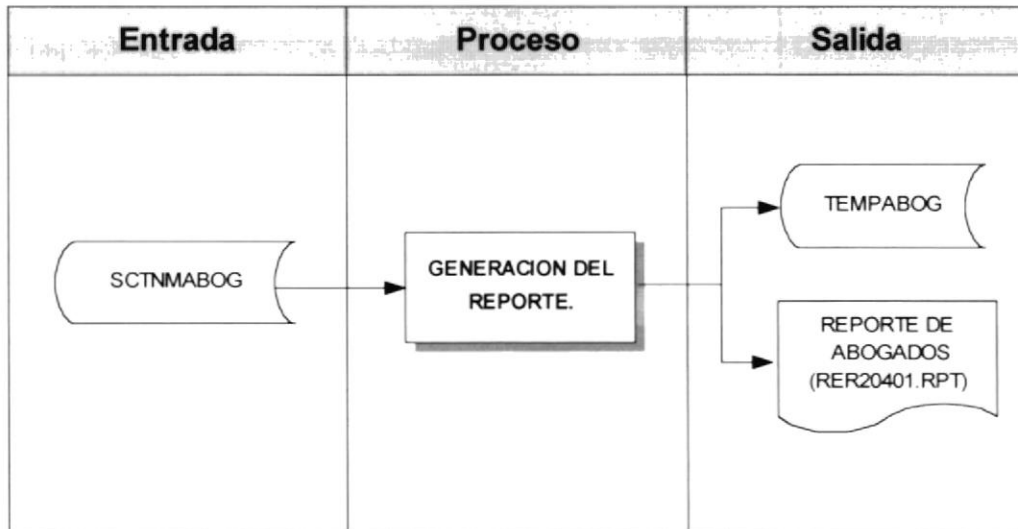 Entrada
Proceso
Salida
SCTNMABOG
GENERACION DEL
REPORTE.
TEMPABOG
REPORTE DE
ABOGADOS
(RER20401.RPT)